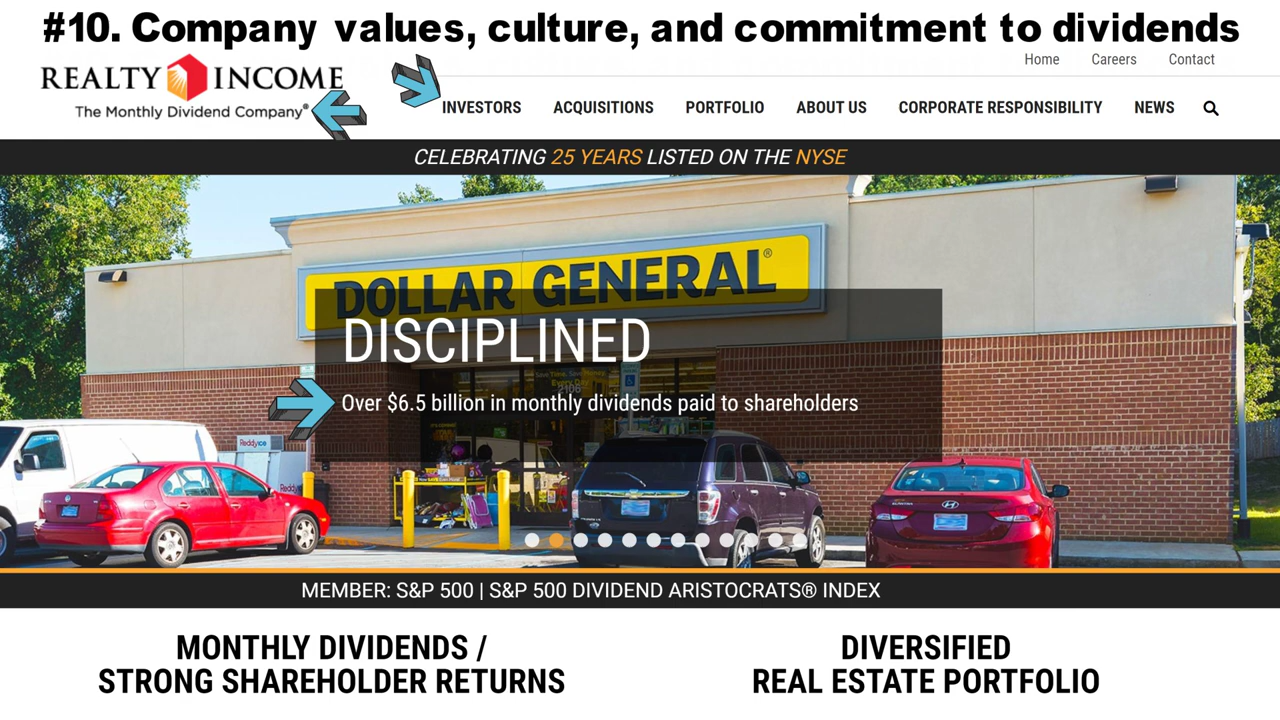 #10. Company values, culture, and commitment to dividends
REALTY INCOME
The Monthly Dividend Company®
Home Careers Contact
INVESTORS ACQUISITIONS PORTFOLIO ABOUT US CORPORATE RESPONSIBILITY NEWS
CELEBRATING 25 YEARS LISTED ON THE NYSE
DOLLAR GENERAL®
DISCIPLINED
Over $6.5 billion in monthly dividends paid to shareholders
Reddy Ice
MEMBER: S&P 500 | S&P 500 DIVIDEND ARISTOCRATS® INDEX
MONTHLY DIVIDENDS /
STRONG SHAREHOLDER RETURNS
DIVERSIFIED
REAL ESTATE PORTFOLIO